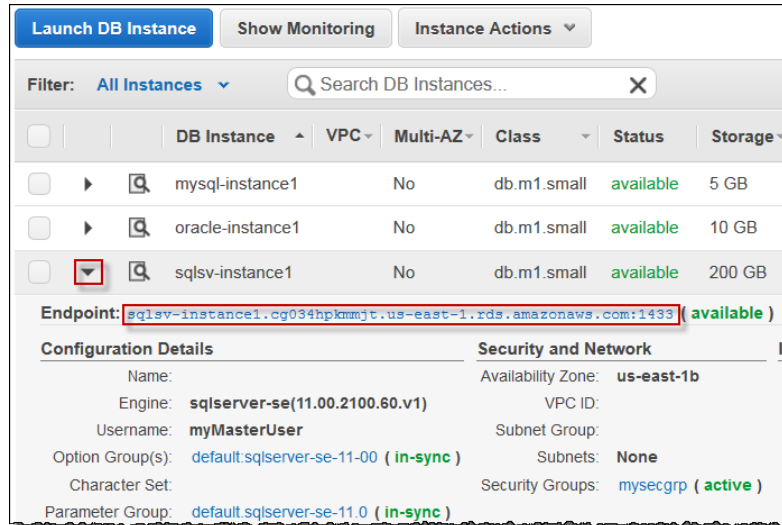 Launch DB Instance Show Monitoring Instance Actions
Filter: All Instances Search DB Instances...
DB Instance VPC Multi-AZ Class Status Storage
mysql-instance1 No db.m1.small available 5 GB
oracle-instance1 No db.m1.small available 10 GB
sqlsv-instance1 No db.m1.small available 200 GB
Endpoint: sqlsv-instance1.cg034hpkmmjt.us-east-1.rds.amazonaws.com:1433 ( available )
Configuration Details Security and Network
Name: Availability Zone: us-east-1b
Engine: sqlserver-se(11.00.2100.60.v1) VPC ID:
Username: myMasterUser Subnet Group:
Option Group(s): default:sqlserver-se-11-00 ( in-sync ) Subnets: None
Character Set: Security Groups: mysecgrp ( active )
Parameter Group: default.sqlserver-se-11.0 ( in-sync )